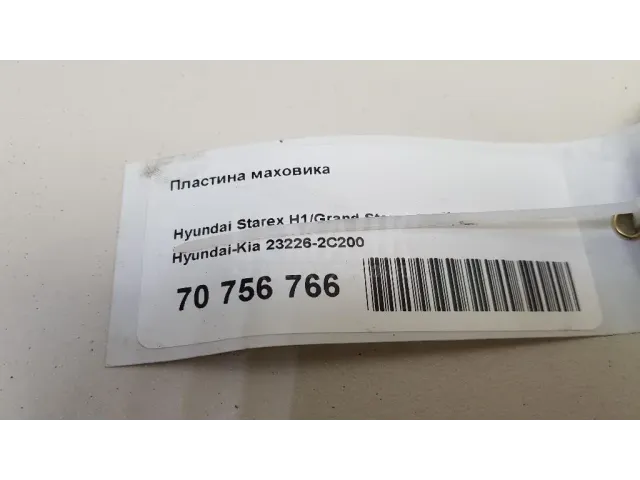 Пластина маховика
Hyundai Starex H1/Grand
Hyundai-Kia 23226-2C200
70 756 766